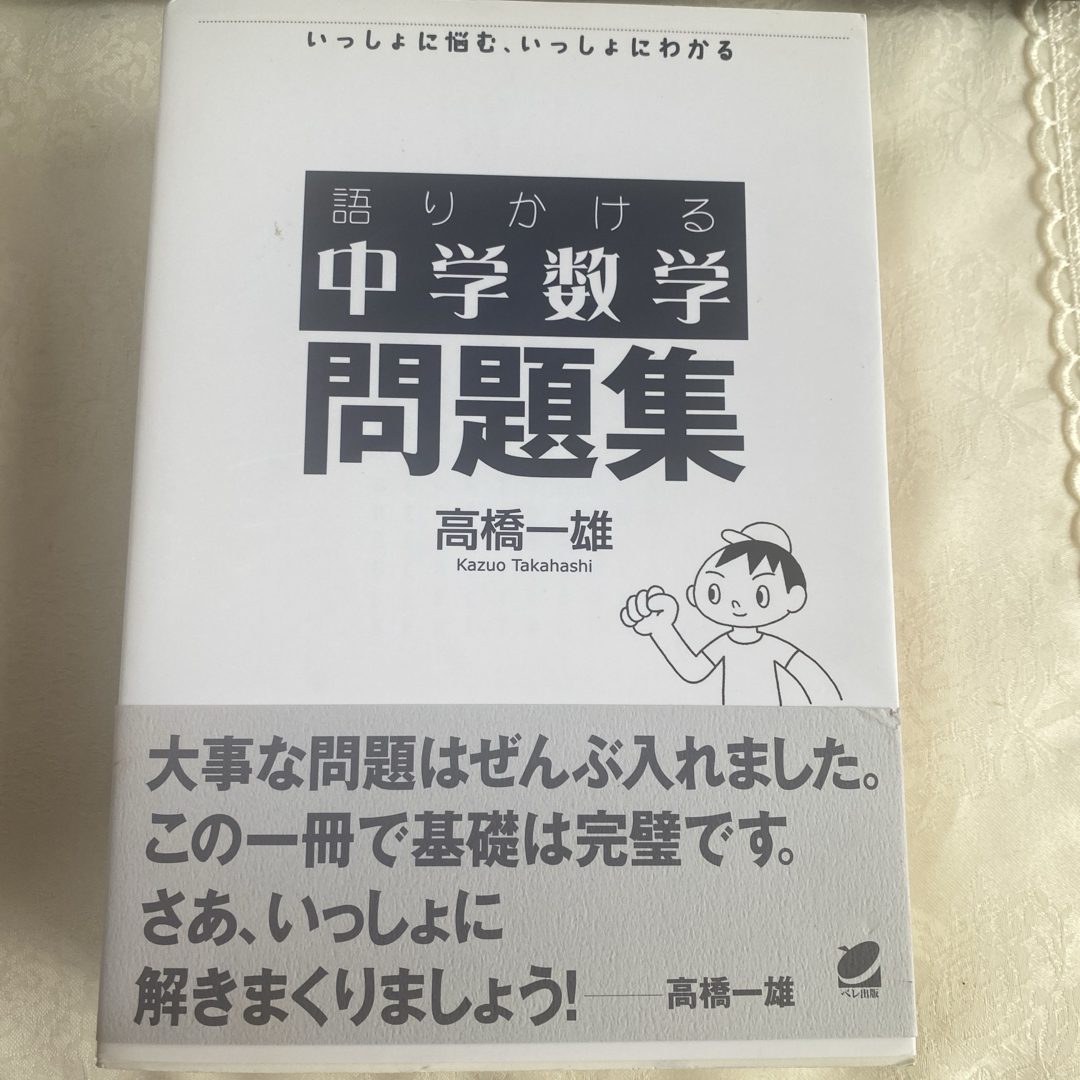 いっしょに悩む、いっしょにわかる
語りかける
中学数学
問題集
高橋一雄
Kazuo Takahashi
大事な問題はぜんぶ入れました。
この一冊で基礎は完璧です。
さあ、いっしょに
解きまくりましょう!——高橋一雄
ベレ出版